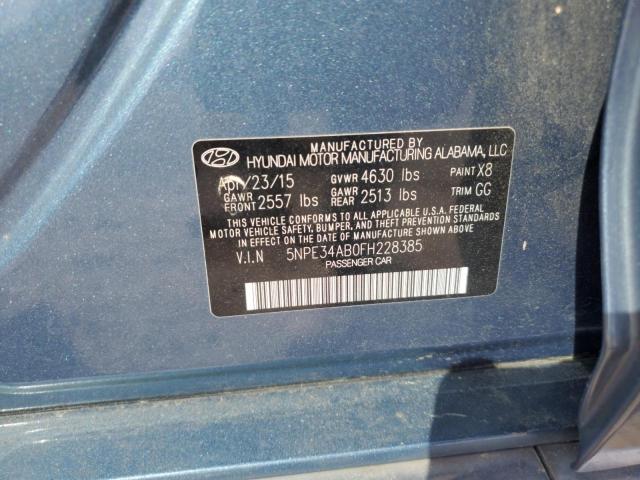 MANUFACTURED BY
HYUNDAI MOTOR MANUFACTURING ALABAMA, LLC
Apr/23/15 GVWR 4630 lbs PAINT X8
GAWR FRONT 2557 lbs GAWR REAR 2513 lbs TRIM GG
THIS VEHICLE CONFORMS TO ALL APPLICABLE U.S.A. FEDERAL
MOTOR VEHICLE SAFETY, BUMPER, AND THEFT PREVENTION STANDARDS
IN EFFECT ON THE DATE OF MANUFACTURE SHOWN ABOVE
V.I.N 5NPE34AB0FH228385
PASSENGER CAR